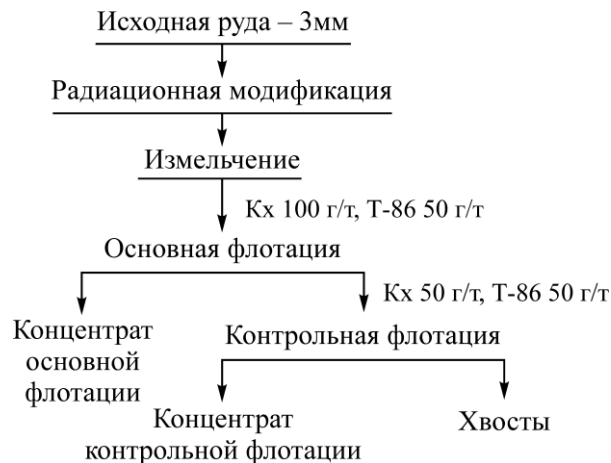 Исходная руда – 3мм
Радиационная модификация
Измельчение
Кх 100 г/т, Т-86 50 г/т
Основная флотация
Кх 50 г/т, Т-86 50 г/т
Концентрат
основной
флотации
Контрольная флотация
Концентрат
контрольной флотации
Хвосты